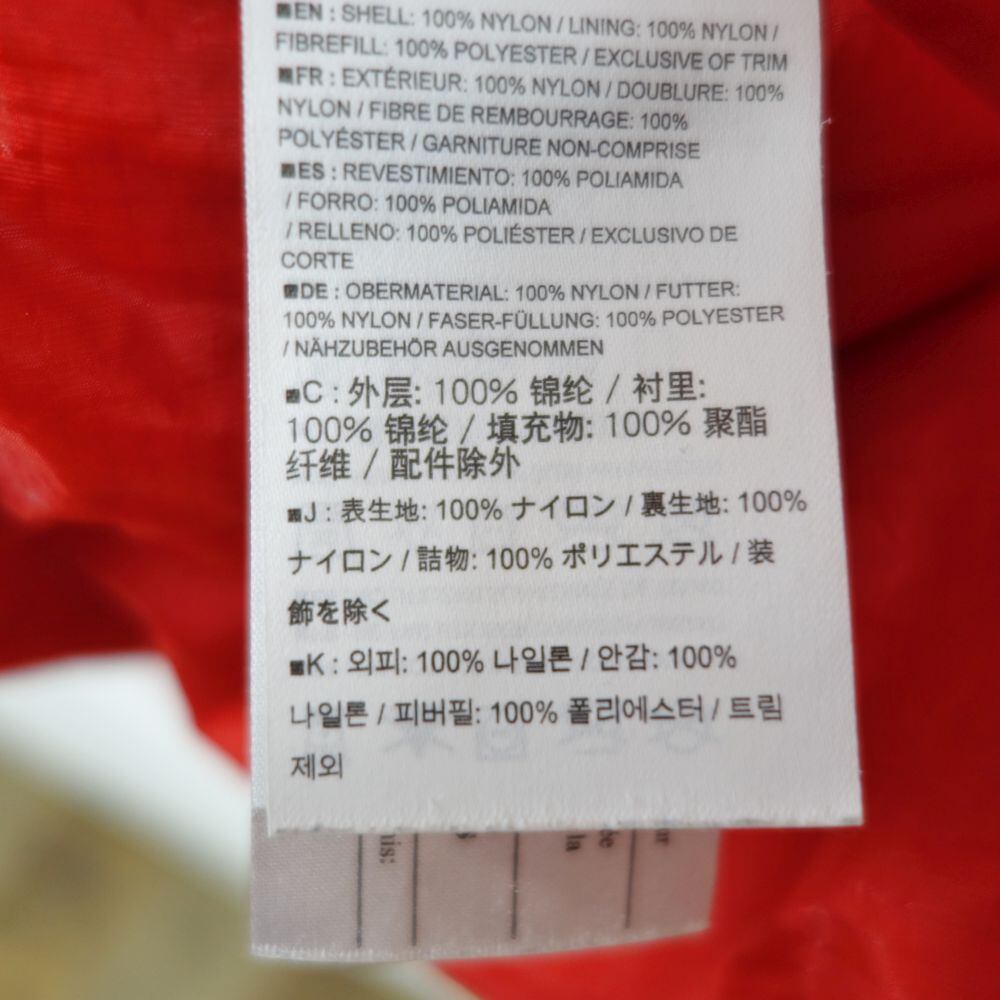 EN : SHELL: 100% NYLON / LINING: 100% NYLON /
FIBREFILL: 100% POLYESTER / EXCLUSIVE OF TRIM
FR : EXTÉRIEUR: 100% NYLON / DOUBLURE: 100%
NYLON / FIBRE DE REMBOURRAGE: 100%
POLYÉSTER / GARNITURE NON-COMPRISE
ES : REVESTIMIENTO: 100% POLIAMIDA
/ FORRO: 100% POLIAMIDA
/ RELLENO: 100% POLIÉSTER / EXCLUSIVO DE
CORTE
DE : OBERMATERIAL: 100% NYLON / FUTTER:
100% NYLON / FASER-FÜLLUNG: 100% POLYESTER
/ NÄHZUBEHÖR AUSGENOMMEN
C : 外层: 100% 锦纶 / 衬里:
100% 锦纶 / 填充物: 100% 聚酯
纤维 / 配件除外
J : 表生地: 100% ナイロン / 裏生地: 100%
ナイロン / 詰物: 100% ポリエステル / 装
飾を除く
K : 외피: 100% 나일론 / 안감: 100%
나일론 / 피버필: 100% 폴리에스터 / 트림
제외